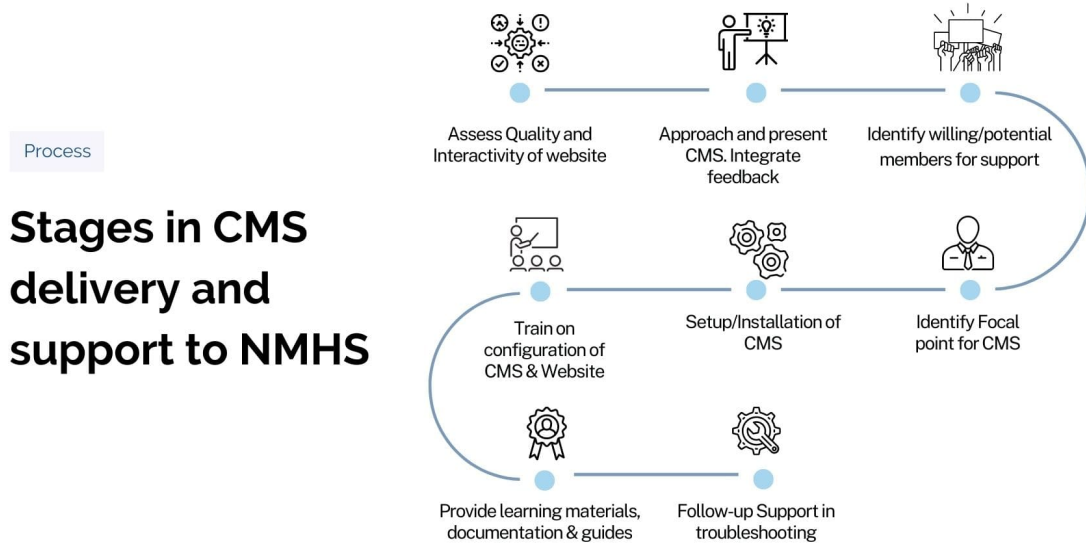 Process
Stages in CMS
delivery and
support to NMHS
Assess Quality and
Interactivity of website
Approach and present
CMS. Integrate
feedback
Identify willing/potential
members for support
Identify Focal
point for CMS
Setup/Installation of
CMS
Train on
configuration of
CMS & Website
Provide learning materials,
documentation & guides
Follow-up Support in
troubleshooting